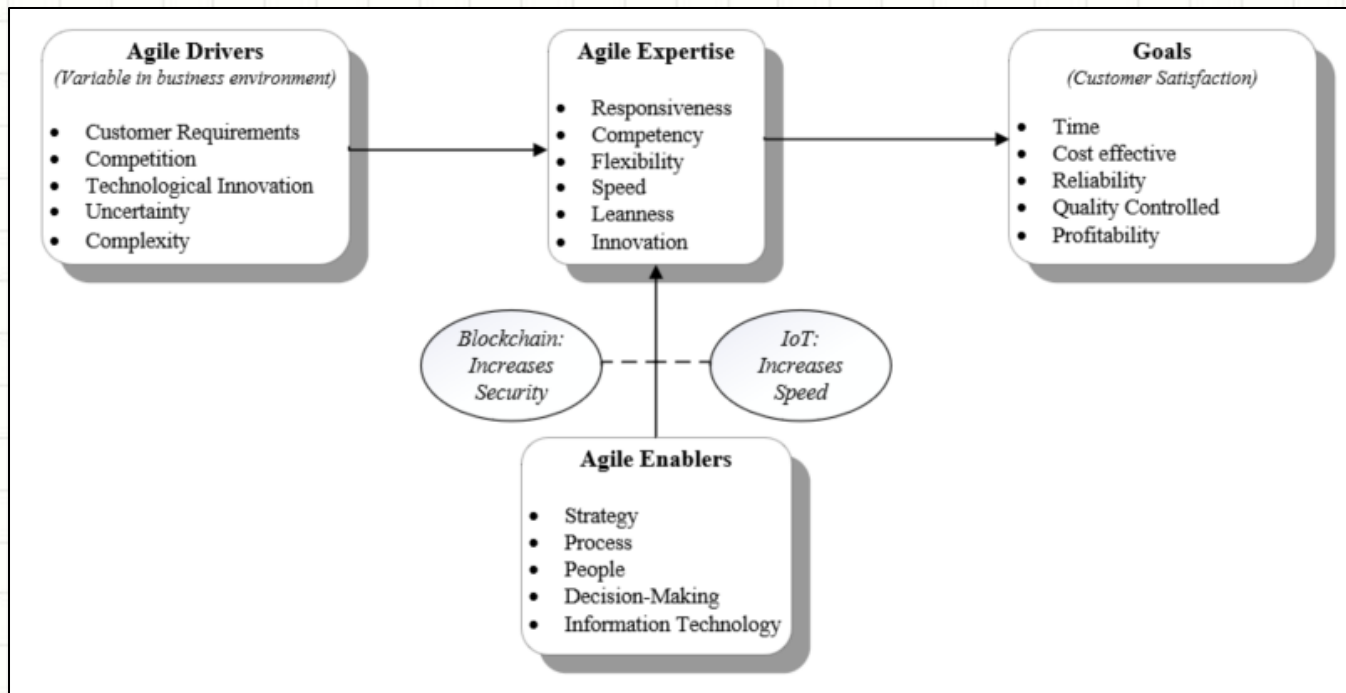 Agile Drivers
(Variable in business environment)
• Customer Requirements
• Competition
• Technological Innovation
• Uncertainty
• Complexity
Agile Expertise
• Responsiveness
• Competency
• Flexibility
• Speed
• Leanness
• Innovation
Goals
(Customer Satisfaction)
• Time
• Cost effective
• Reliability
• Quality Controlled
• Profitability
Blockchain:
Increases
Security
IoT:
Increases
Speed
Agile Enablers
• Strategy
• Process
• People
• Decision-Making
• Information Technology